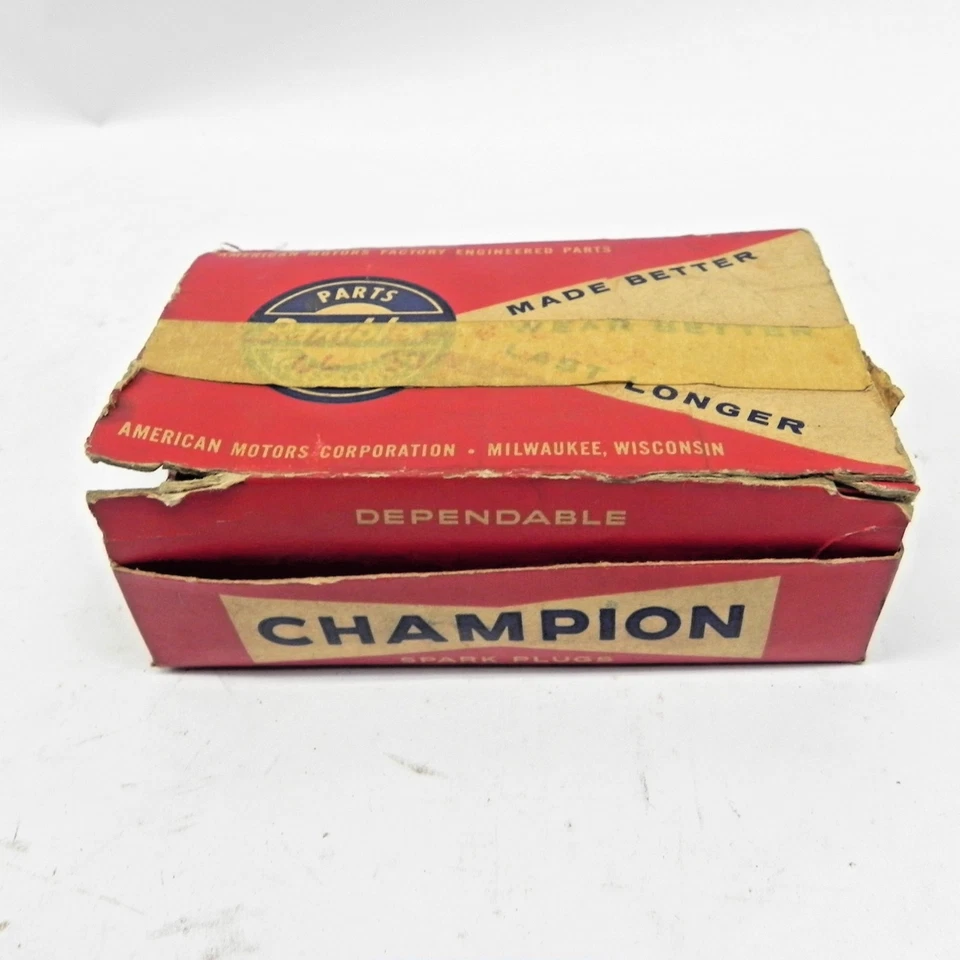 AMERICAN MOTORS FACTORY ENGINEERED PARTS
PARTS
MADE BETTER
WEAR BETTER
LAST LONGER
AMERICAN MOTORS CORPORATION • MILWAUKEE, WISCONSIN
DEPENDABLE
CHAMPION
SPARK PLUGS